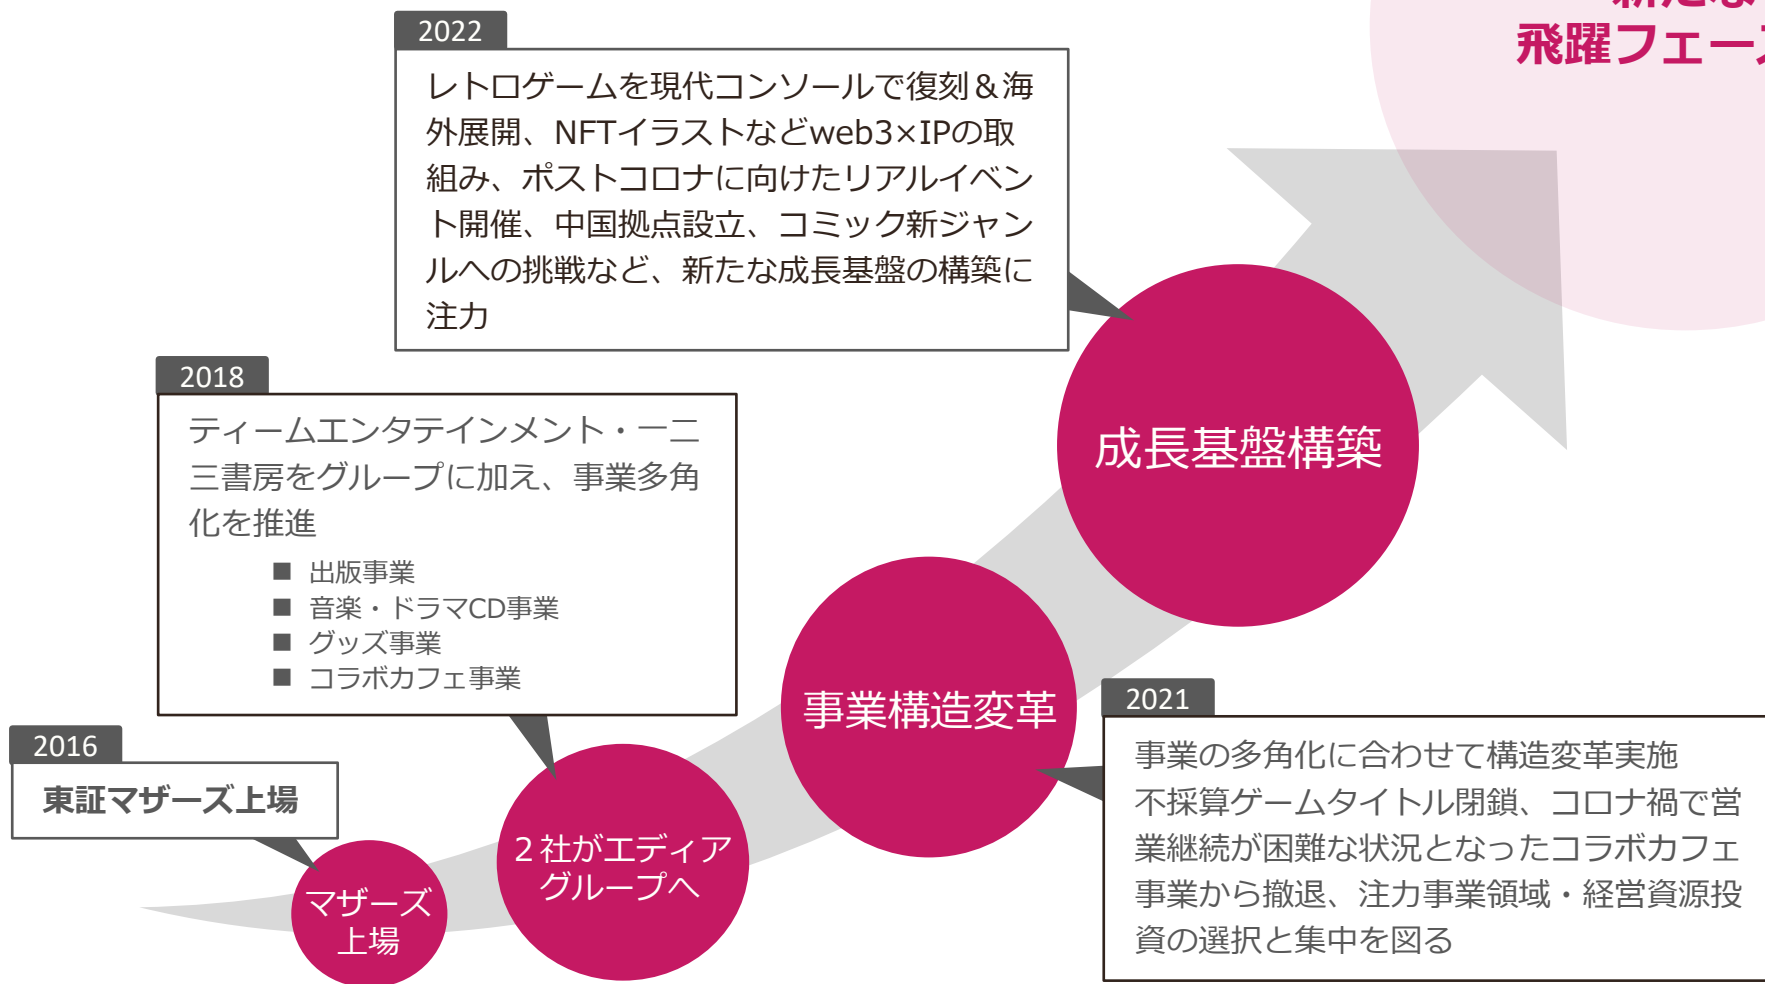 飛躍フェーズ
2022
レトロゲームを現代コンソールで復刻＆海
外展開、NFTイラストなどweb3×IPの取
組み、ポストコロナに向けたリアルイベン
ト開催、中国拠点設立、コミック新ジャン
ルへの挑戦など、新たな成長基盤の構築に
注力
成長基盤構築
2018
ティームエンタテインメント・一二
三書房をグループに加え、事業多角
化を推進
■ 出版事業
■ 音楽・ドラマCD事業
■ グッズ事業
■ コラボカフェ事業
事業構造変革
2021
事業の多角化に合わせて構造変革実施
不採算ゲームタイトル閉鎖、コロナ禍で営
業継続が困難な状況となったコラボカフェ
事業から撤退、注力事業領域・経営資源投
資の選択と集中を図る
2016
東証マザーズ上場
２社がエディア
グループへ
マザーズ
上場